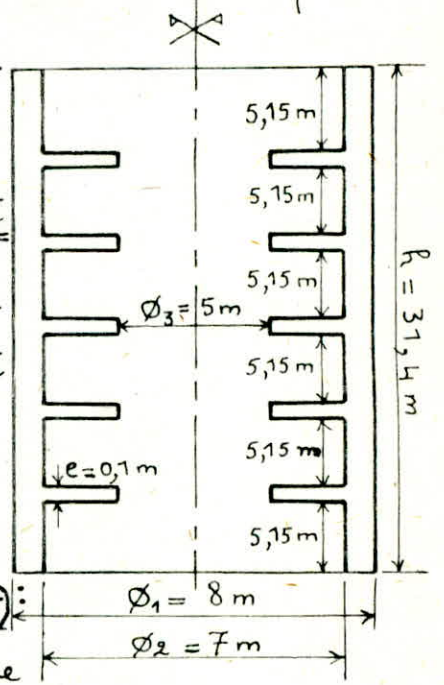 5,15 m
5,15 m
5,15 m
Ø3 = 5 m
5,15 m
h = 31,4 m
5,15 m
e = 0,1 m
5,15 m
Ø1 = 8 m
Ø2 = 7 m